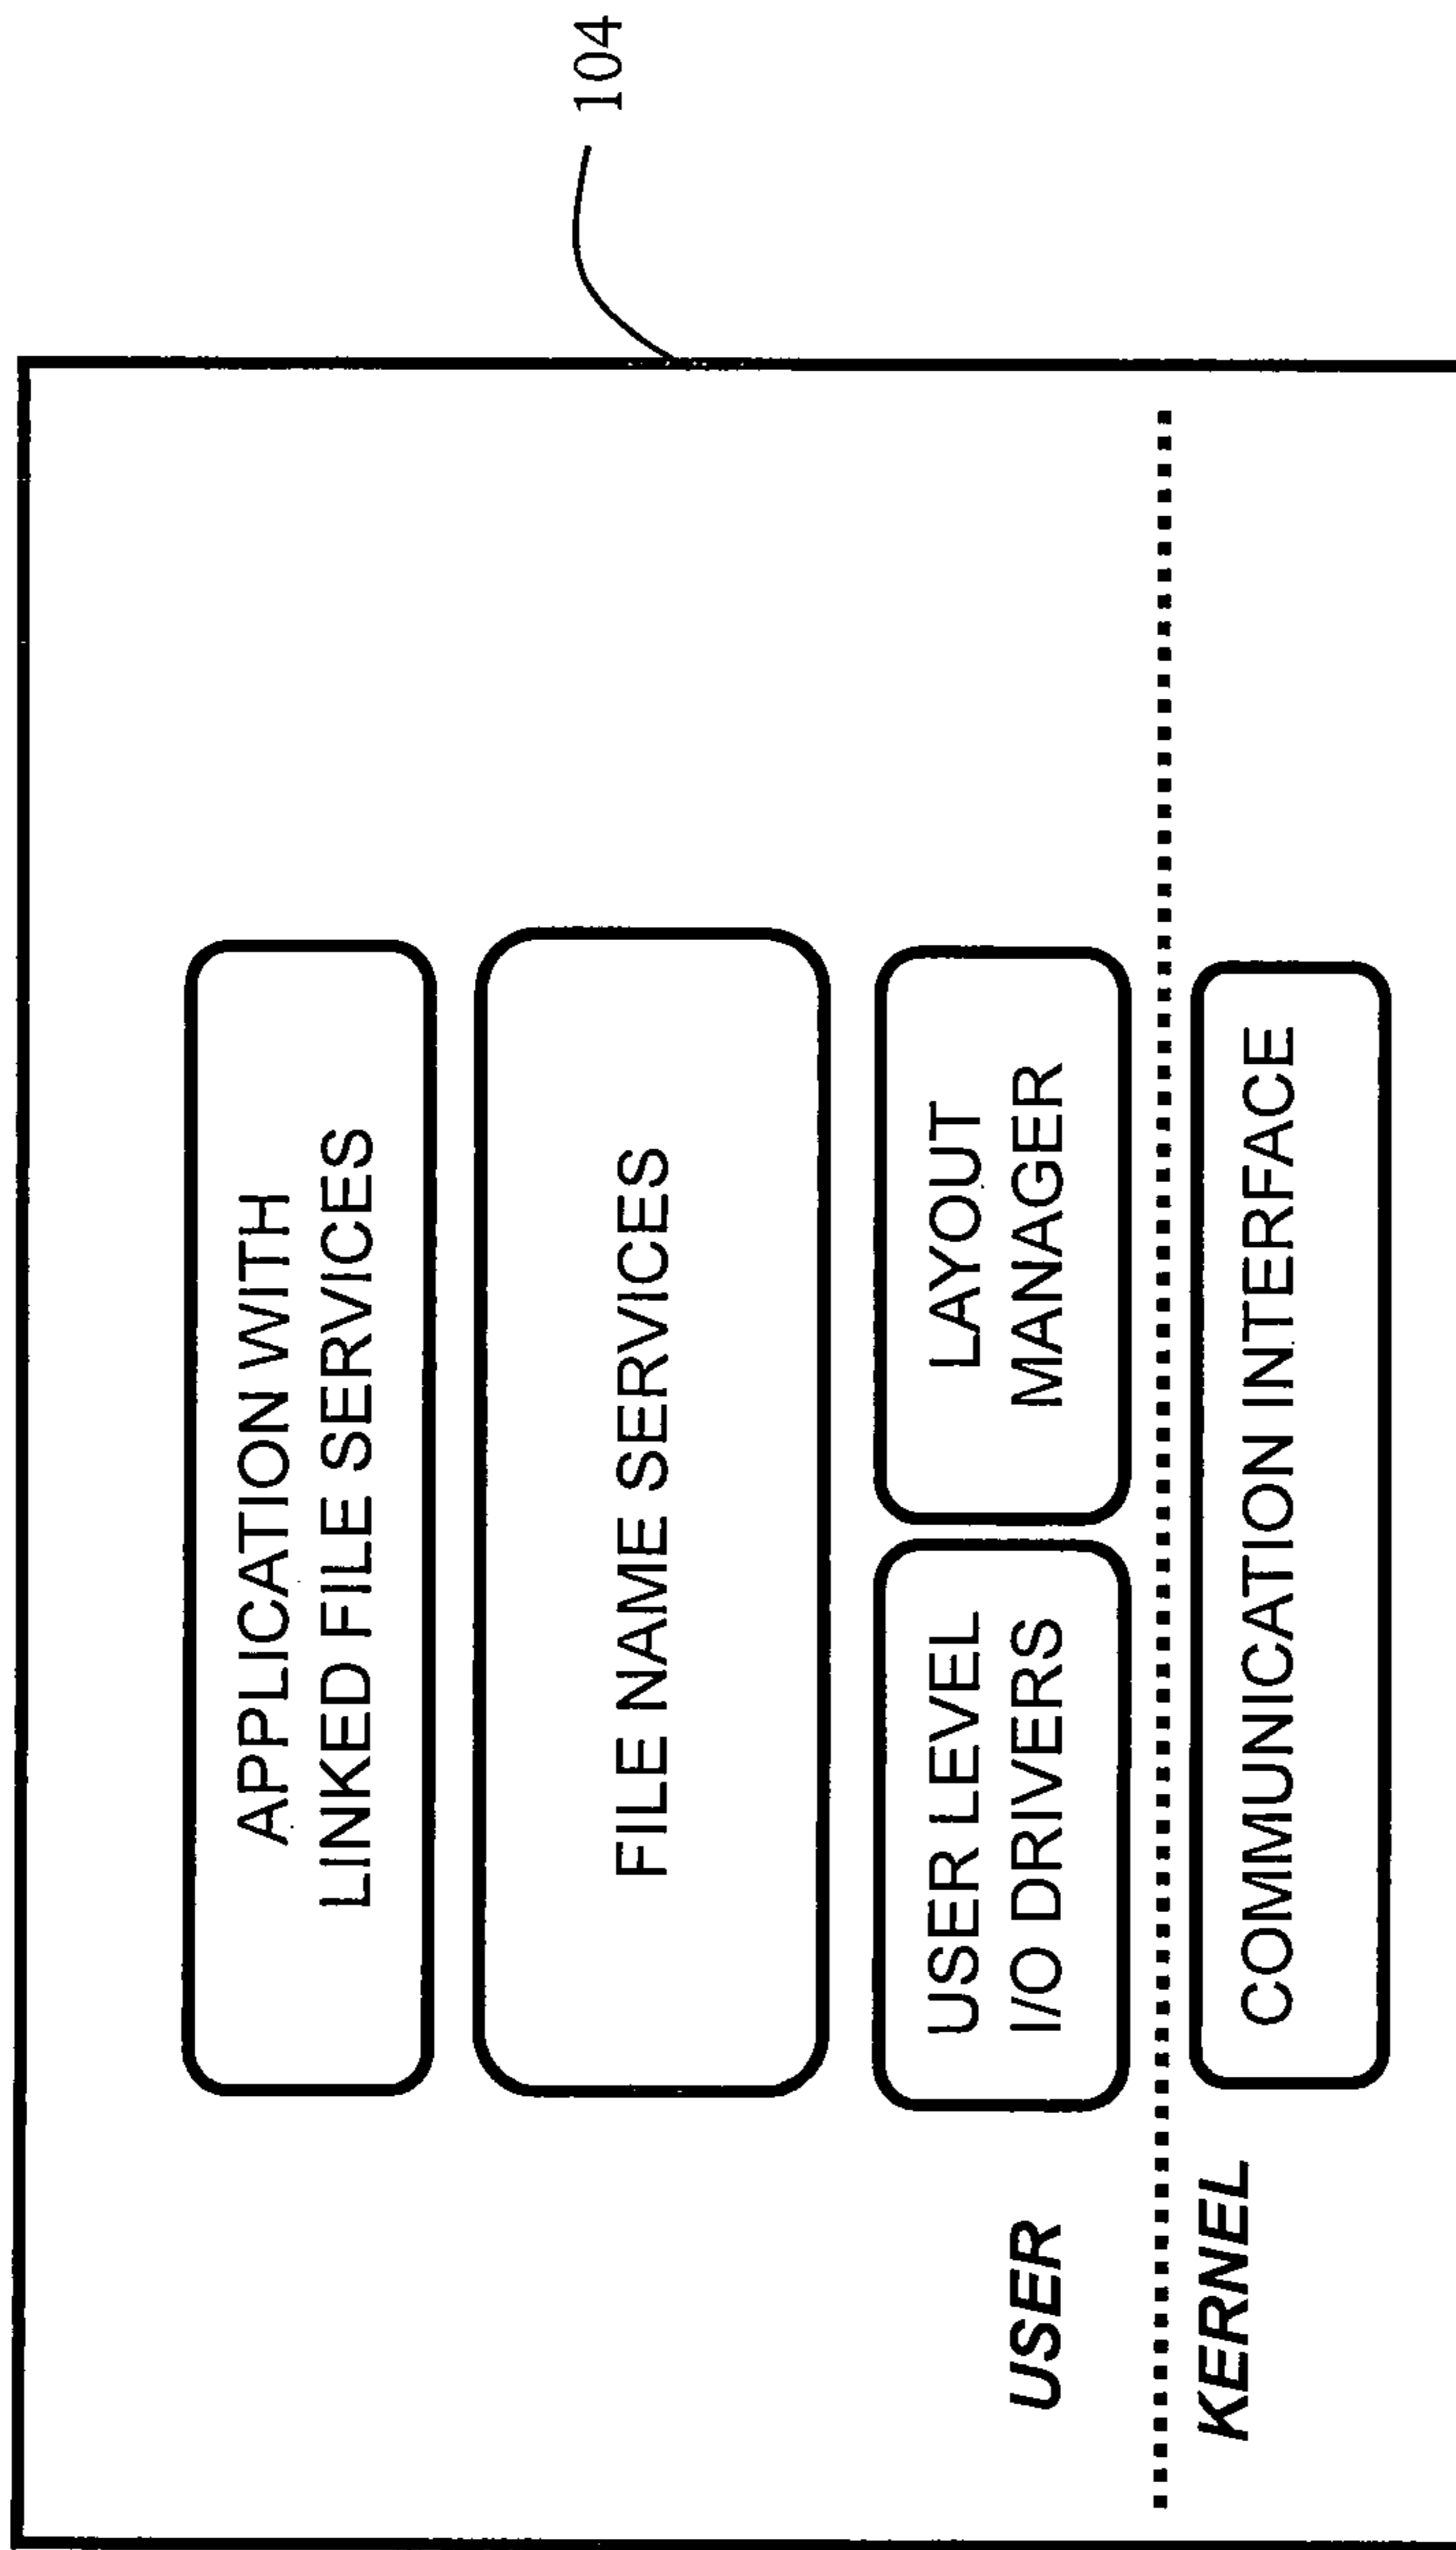 104
APPLICATION WITH
LINKED FILE SERVICES
FILE NAME SERVICES
USER LEVEL
I/O DRIVERS
LAYOUT
MANAGER
USER
KERNEL
COMMUNICATION INTERFACE